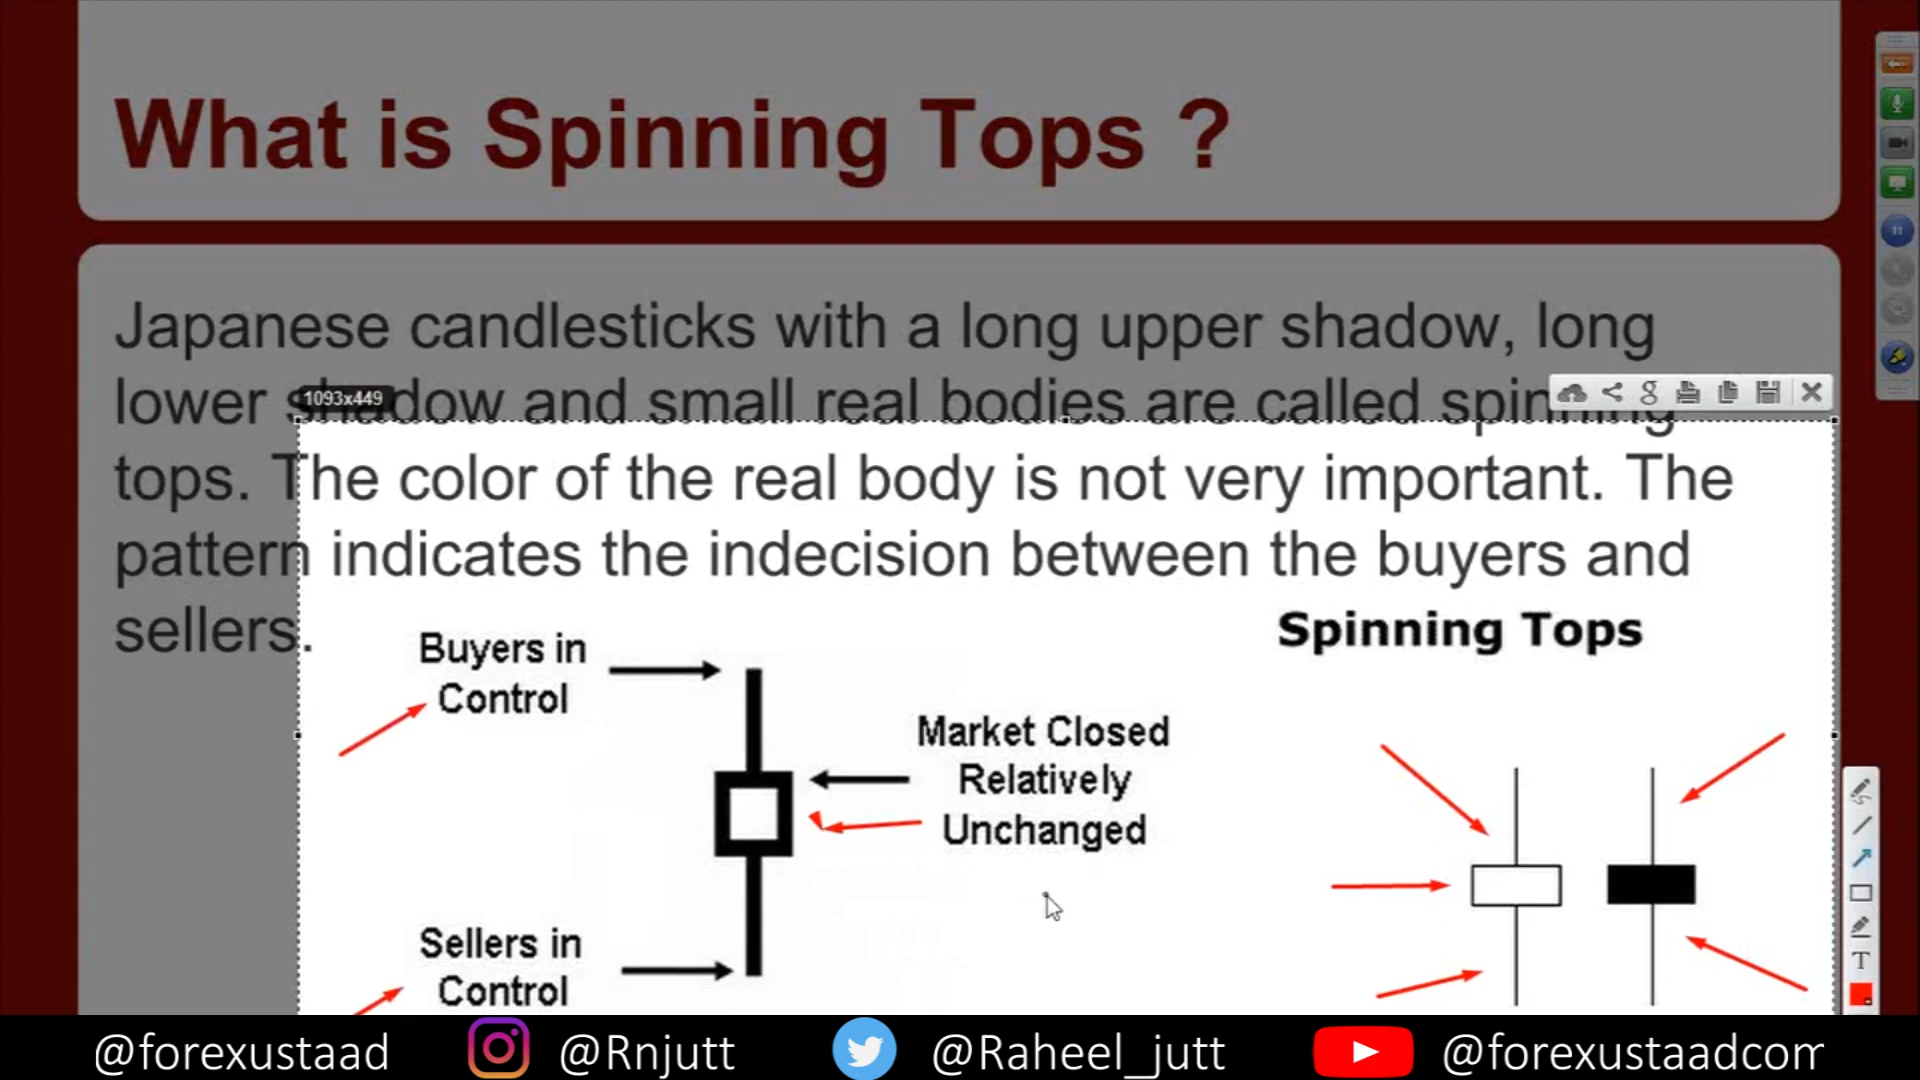 What is Spinning Tops ?
Japanese candlesticks with a long upper shadow, long
lower shadow and small real bodies are called spinning
tops. The color of the real body is not very important. The
pattern indicates the indecision between the buyers and
sellers.
1093x449
Spinning Tops
Buyers in
Control
Market Closed
Relatively
Unchanged
Sellers in
Control
T
@forexustaad @Rnjutt @Raheel_jutt @forexustaadcom